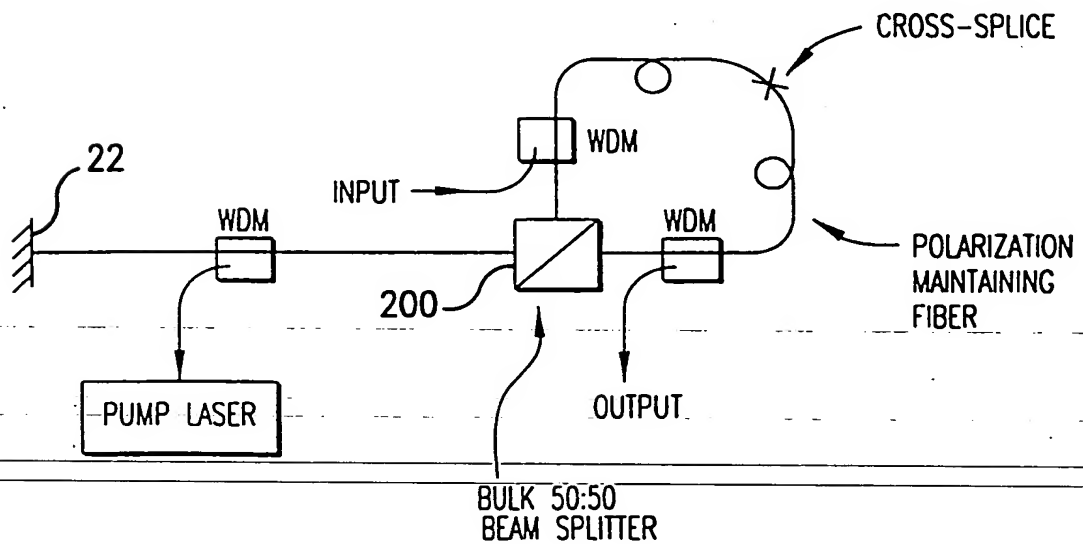 CROSS-SPLICE
22
WDM
INPUT
WDM
WDM
200
POLARIZATION
MAINTAINING
FIBER
PUMP LASER
OUTPUT
BULK 50:50
BEAM SPLITTER